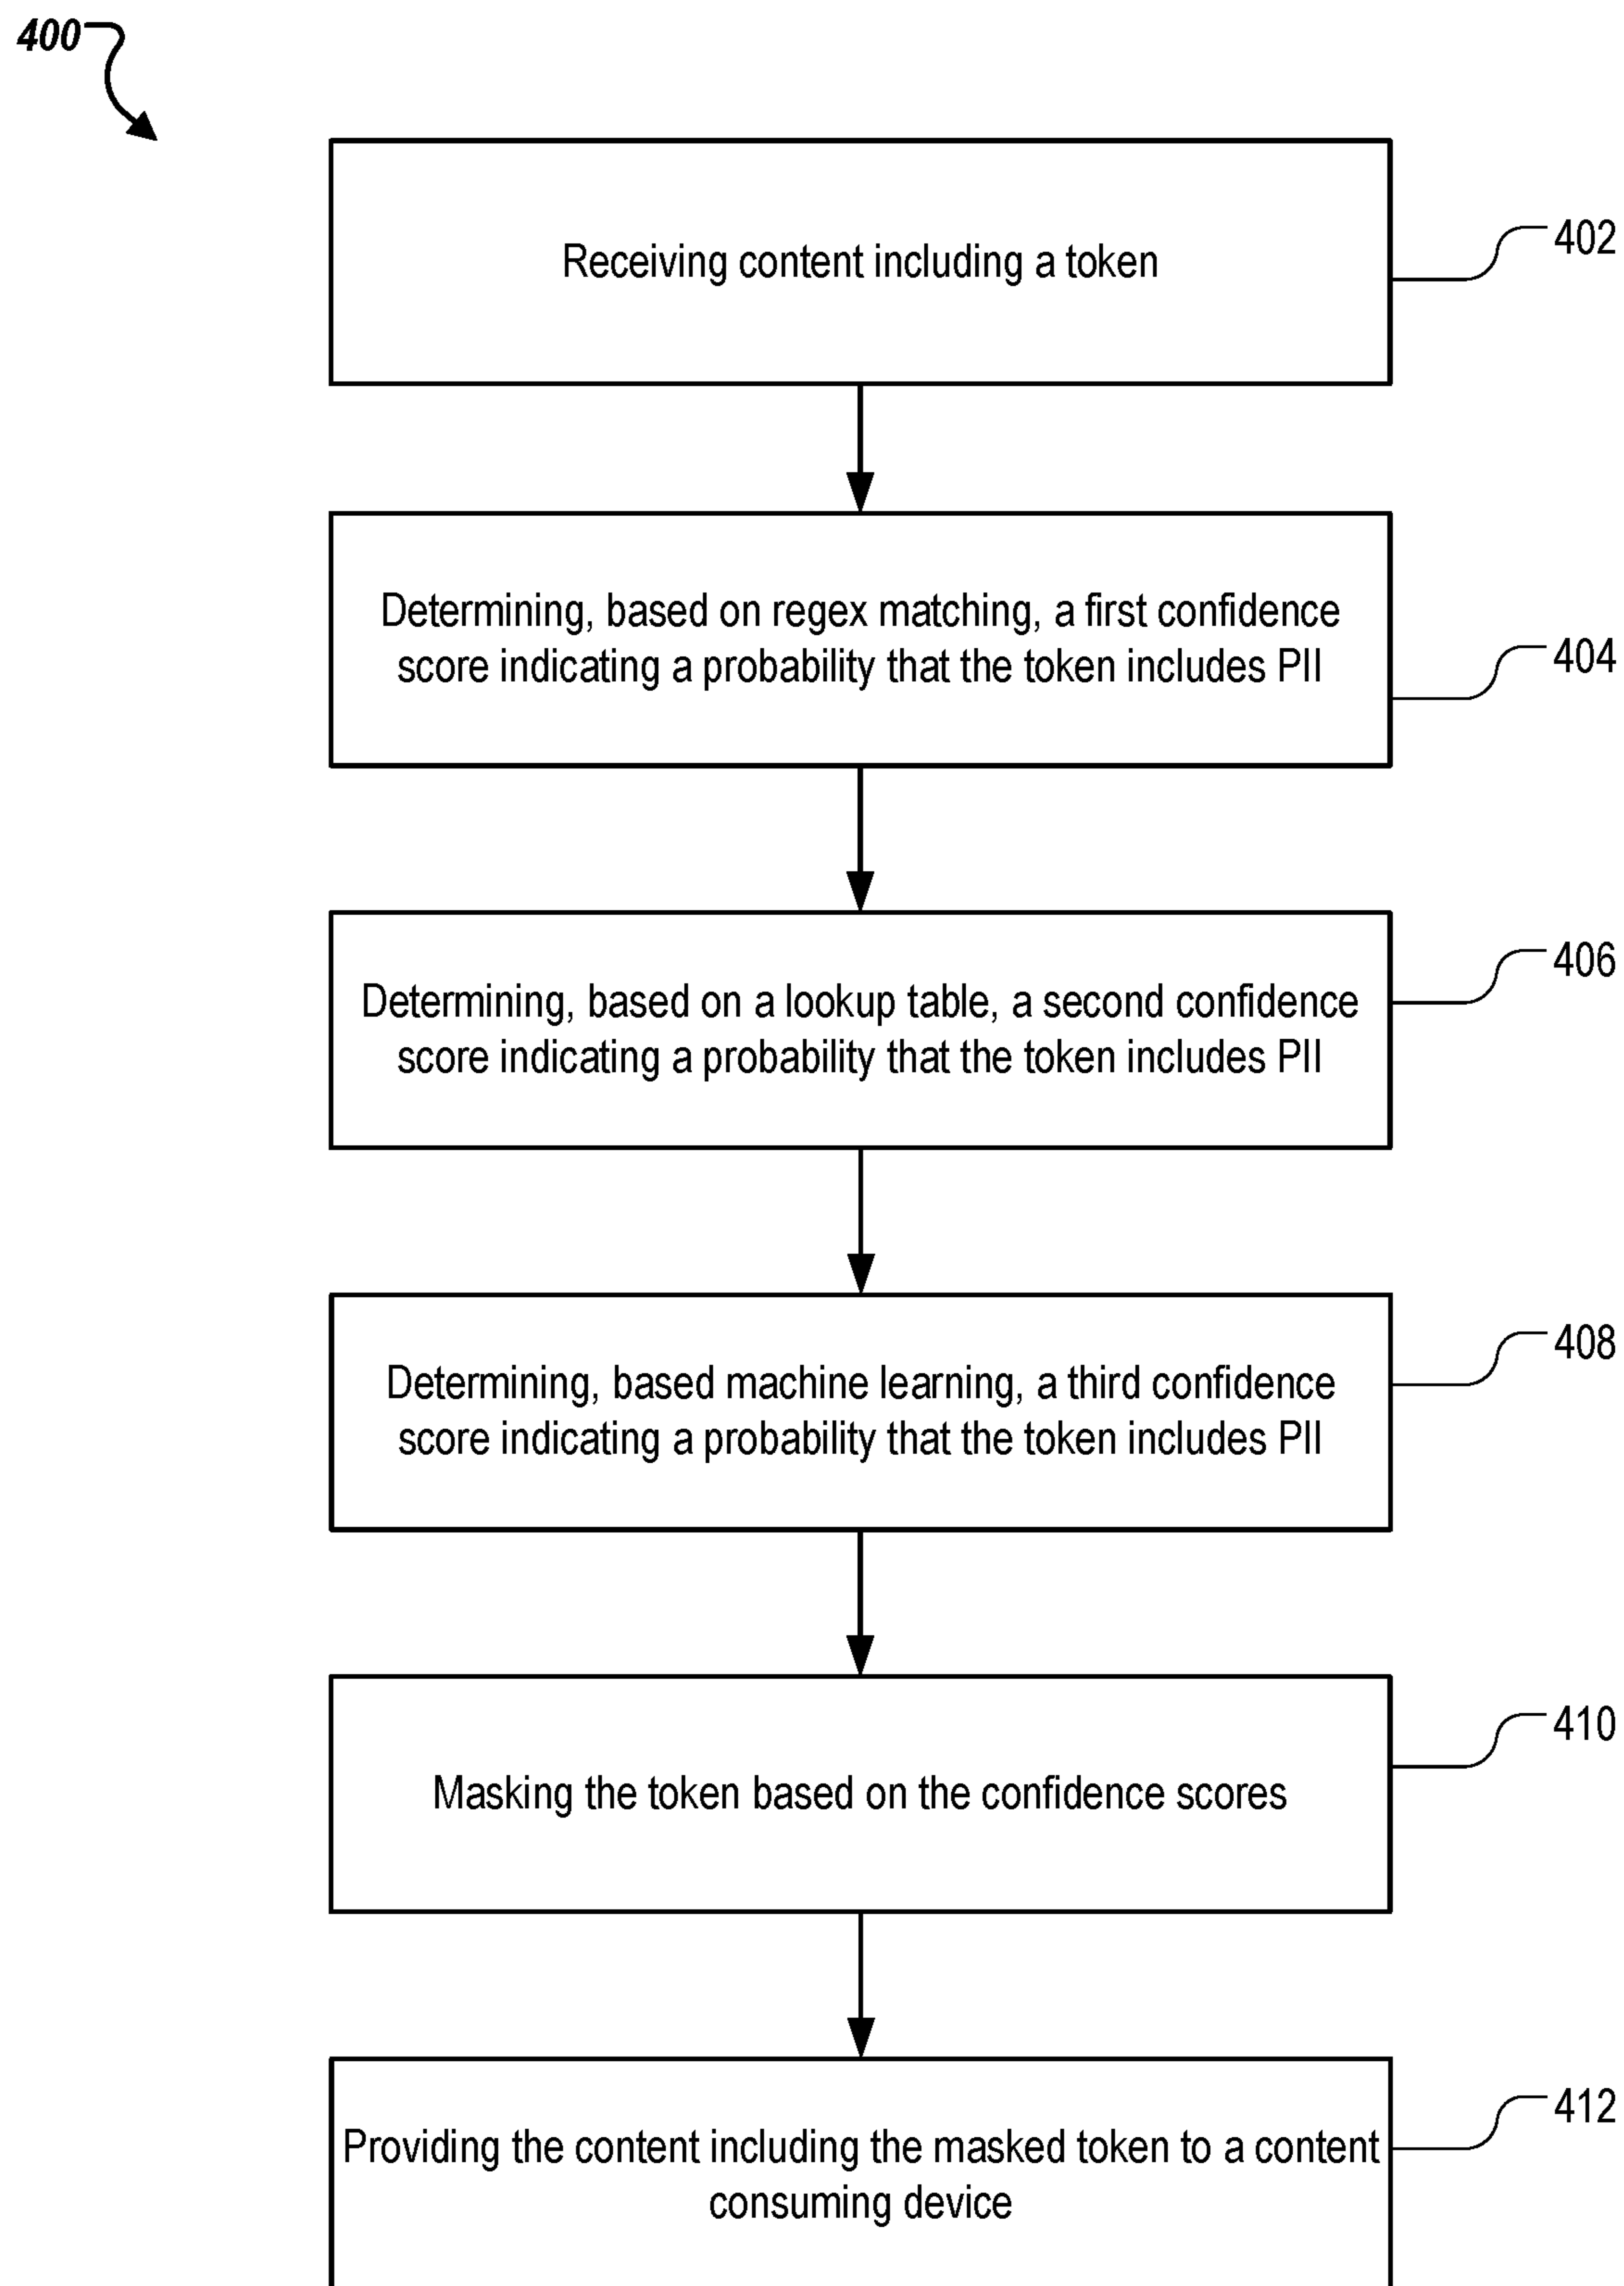 400
Receiving content including a token
402
Determining, based on regex matching, a first confidence
score indicating a probability that the token includes PII
404
Determining, based on a lookup table, a second confidence
score indicating a probability that the token includes PII
406
Determining, based machine learning, a third confidence
score indicating a probability that the token includes PII
408
Masking the token based on the confidence scores
410
Providing the content including the masked token to a content
consuming device
412